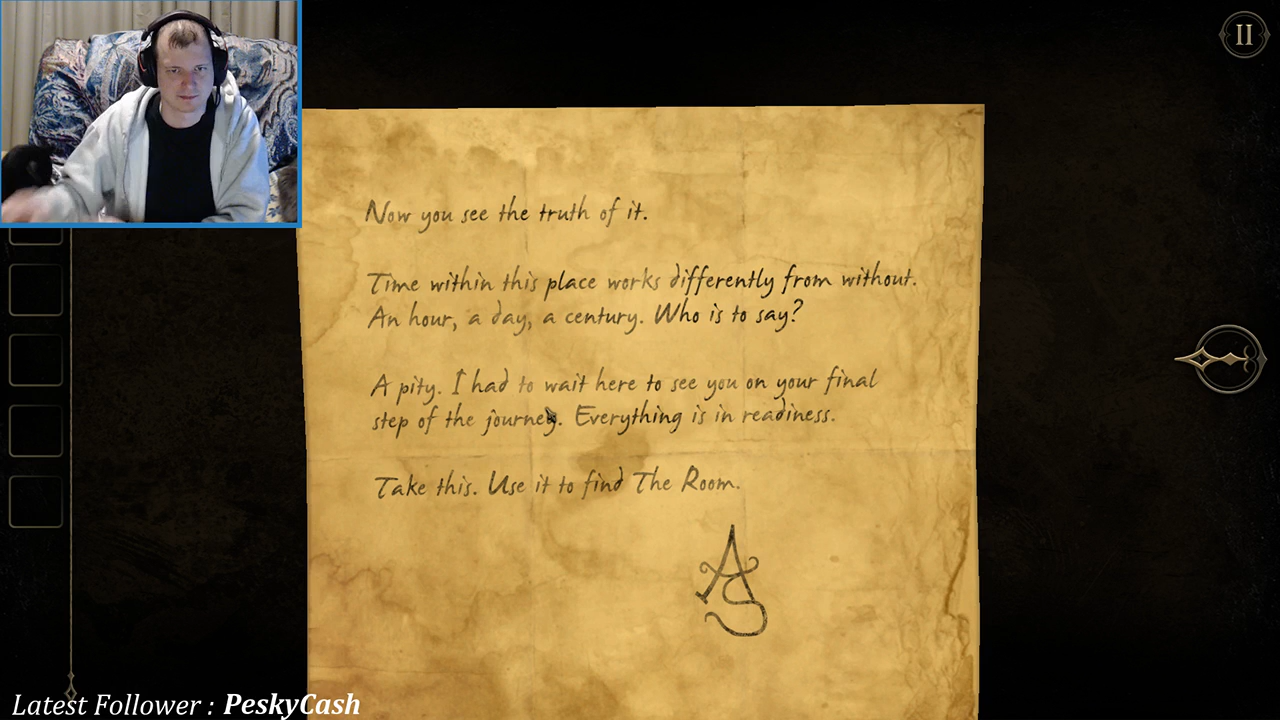 II
Now you see the truth of it.
Time within this place works differently from without.
An hour, a day, a century. Who is to say?
A pity. I had to wait here to see you on your final
step of the journey. Everything is in readiness.
Take this. Use it to find The Room.
AS
Latest Follower : PeskyCash